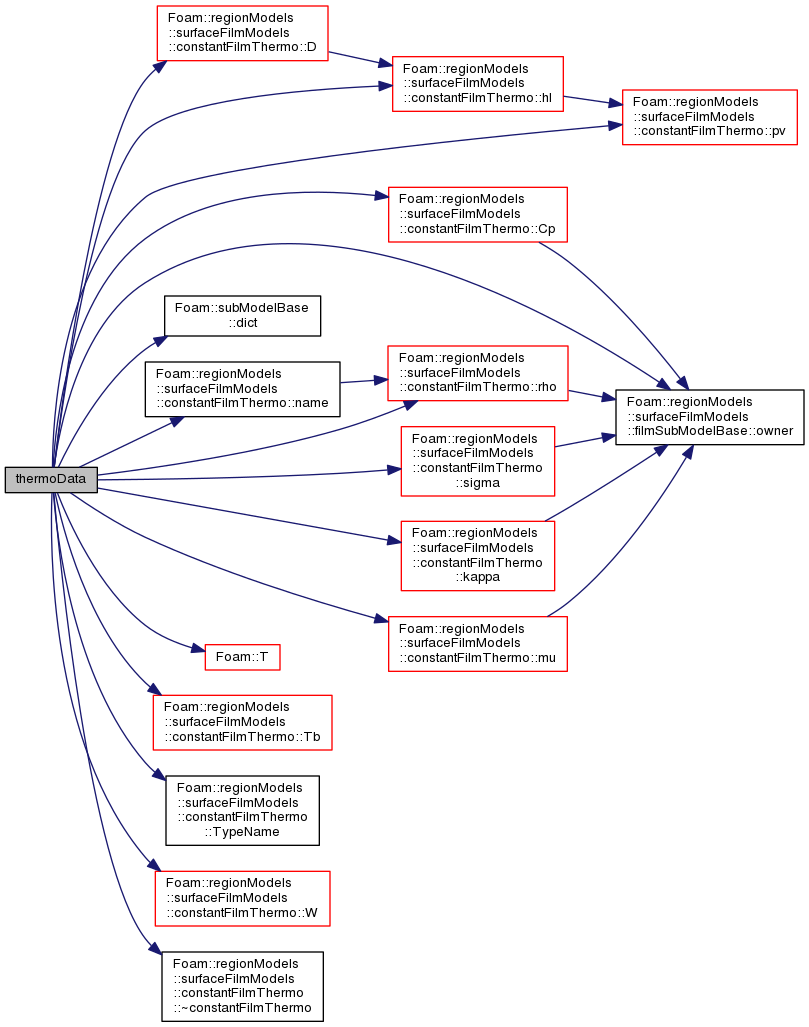 Foam::regionModels
::surfaceFilmModels
::constantFilmThermo::D
Foam::regionModels
::surfaceFilmModels
::constantFilmThermo::hl
Foam::regionModels
::surfaceFilmModels
::constantFilmThermo::pv
Foam::regionModels
::surfaceFilmModels
::constantFilmThermo::Cp
Foam::subModelBase
::dict
Foam::regionModels
::surfaceFilmModels
::constantFilmThermo::name
Foam::regionModels
::surfaceFilmModels
::constantFilmThermo::rho
Foam::regionModels
::surfaceFilmModels
::filmSubModelBase::owner
Foam::regionModels
::surfaceFilmModels
::constantFilmThermo
::sigma
thermoData
Foam::regionModels
::surfaceFilmModels
::constantFilmThermo
::kappa
Foam::regionModels
::surfaceFilmModels
::constantFilmThermo::mu
Foam::T
Foam::regionModels
::surfaceFilmModels
::constantFilmThermo::Tb
Foam::regionModels
::surfaceFilmModels
::constantFilmThermo
::TypeName
Foam::regionModels
::surfaceFilmModels
::constantFilmThermo::W
Foam::regionModels
::surfaceFilmModels
::constantFilmThermo
::~constantFilmThermo